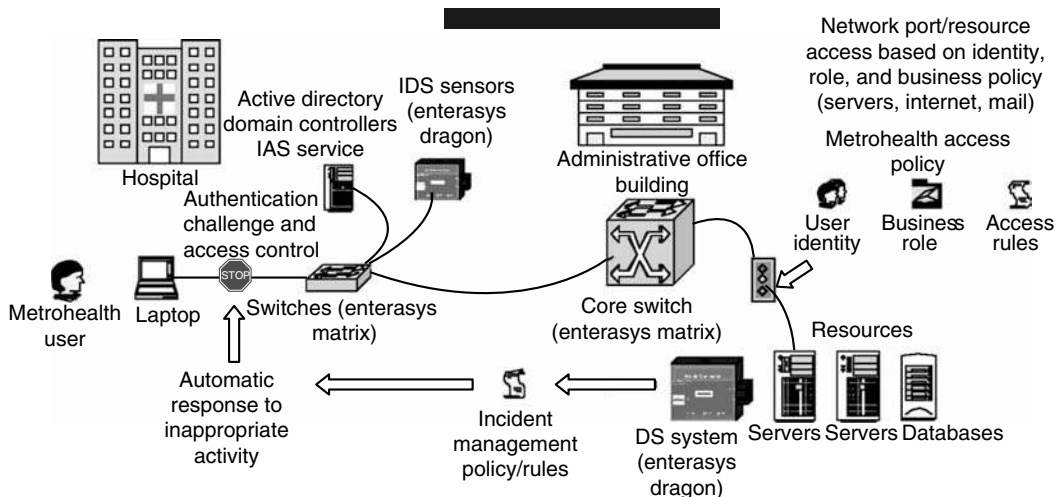 Network port/resource
access based on identity,
role, and business policy
(servers, internet, mail)
Metrohealth access
policy
User
identity
Business
role
Access
rules
Hospital
Active directory
domain controllers
IAS service
IDS sensors
(enterasys
dragon)
Administrative office
building
Authentication
challenge and
access control
STOP
Metrohealth
user
Laptop
Switches (enterasys
matrix)
Core switch
(enterasys matrix)
Resources
Servers
Servers
Databases
DS system
(enterasys
dragon)
Incident
management
policy/rules
Automatic
response to
inappropriate
activity